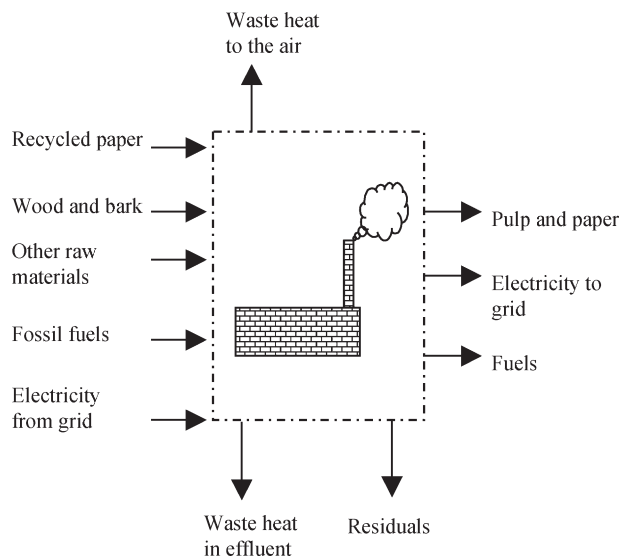 Waste heat
to the air
Recycled paper
Wood and bark
Other raw
materials
Fossil fuels
Electricity
from grid
Pulp and paper
Electricity to
grid
Fuels
Waste heat
in effluent
Residuals